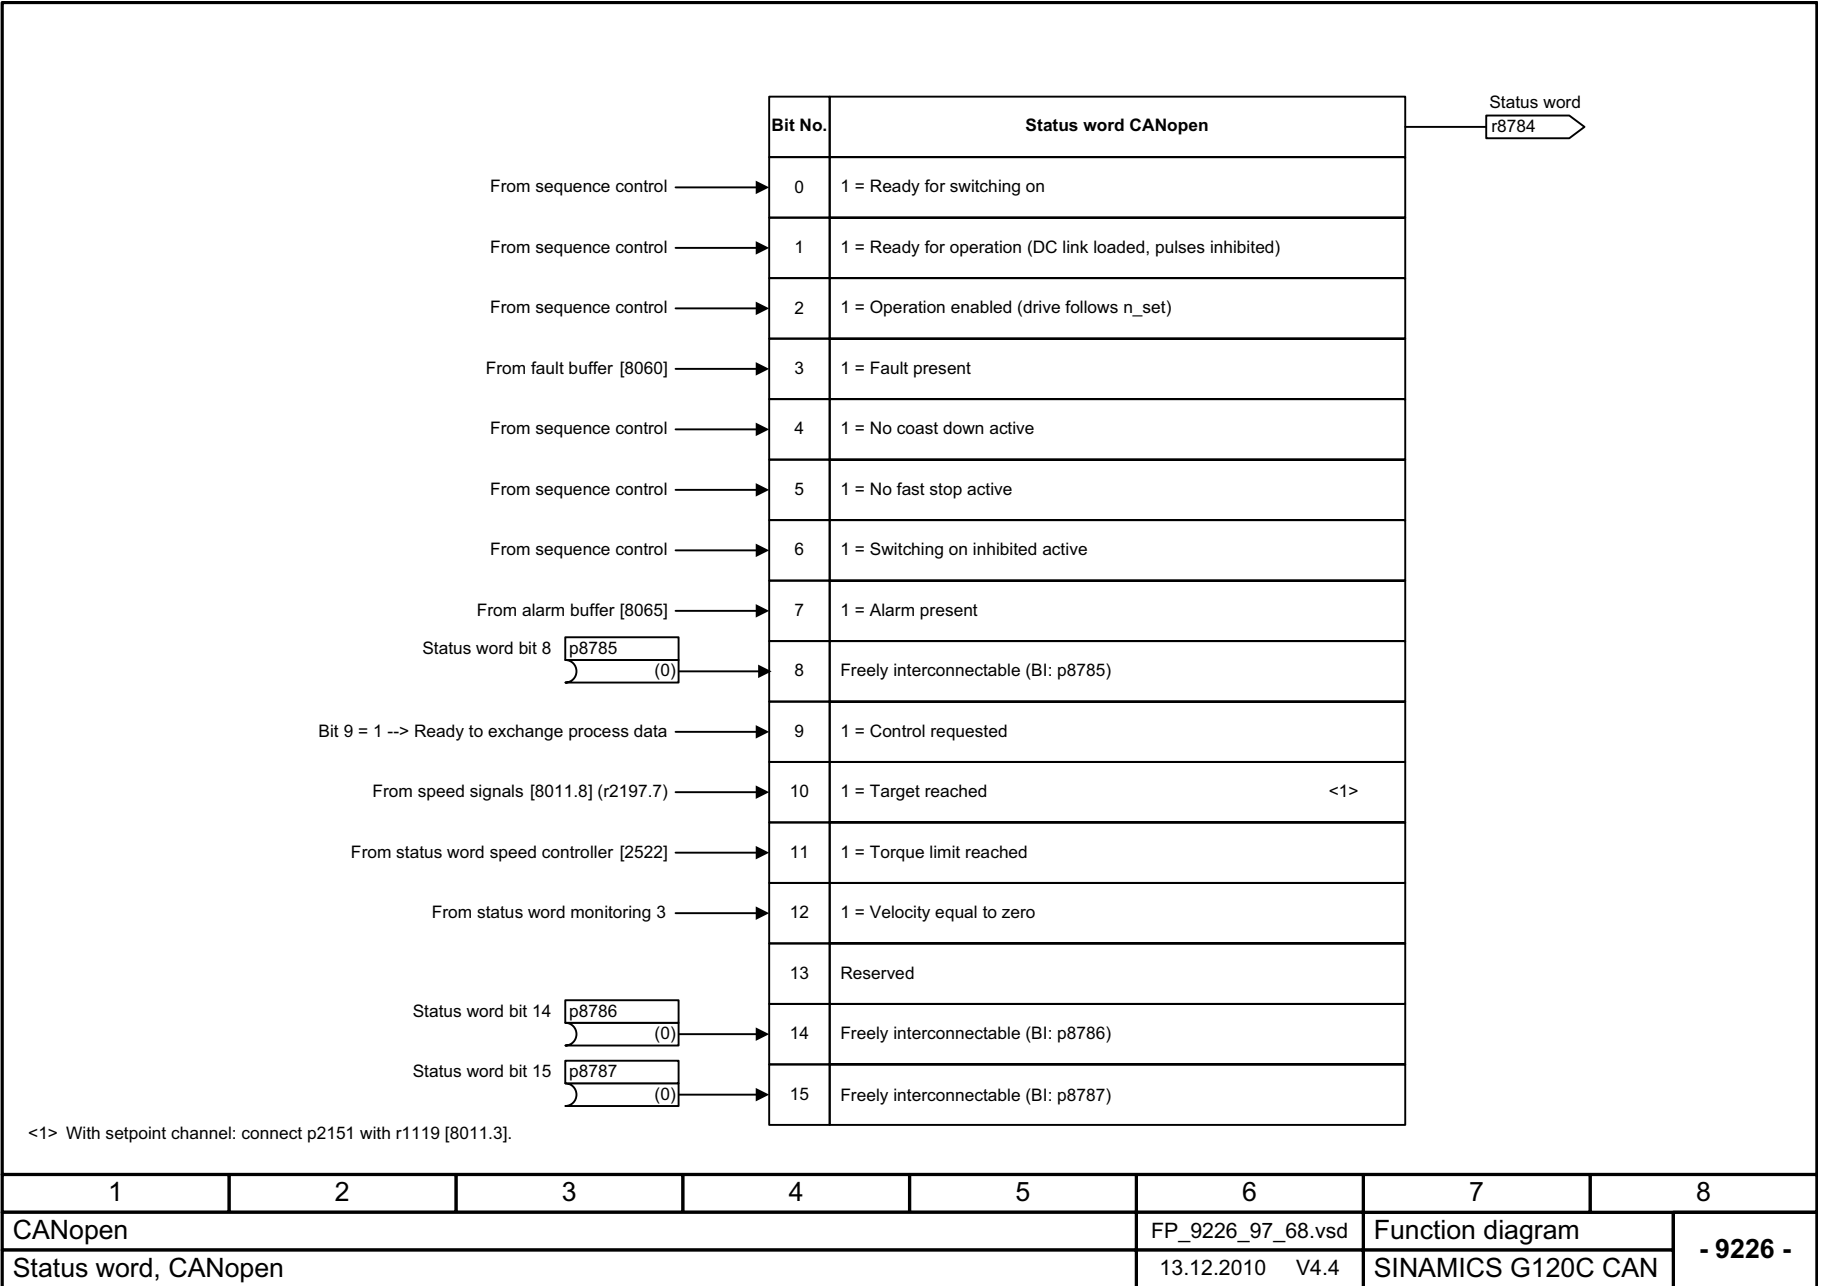 Status word
Bit No. Status word CANopen r8784
From sequence control 0 1 = Ready for switching on
From sequence control 1 1 = Ready for operation (DC link loaded, pulses inhibited)
From sequence control 2 1 = Operation enabled (drive follows n_set)
From fault buffer [8060] 3 1 = Fault present
From sequence control 4 1 = No coast down active
From sequence control 5 1 = No fast stop active
From sequence control 6 1 = Switching on inhibited active
From alarm buffer [8065] 7 1 = Alarm present
Status word bit 8 p8785
(0) 8 Freely interconnectable (BI: p8785)
Bit 9 = 1 --> Ready to exchange process data 9 1 = Control requested
From speed signals [8011.8] (r2197.7) 10 1 = Target reached <1>
From status word speed controller [2522] 11 1 = Torque limit reached
From status word monitoring 3 12 1 = Velocity equal to zero
13 Reserved
Status word bit 14 p8786
(0) 14 Freely interconnectable (BI: p8786)
Status word bit 15 p8787
(0) 15 Freely interconnectable (BI: p8787)
<1> With setpoint channel: connect p2151 with r1119 [8011.3].
1 2 3 4 5 6 7 8
CANopen FP_9226_97_68.vsd Function diagram
- 9226 -
Status word, CANopen 13.12.2010 V4.4 SINAMICS G120C CAN